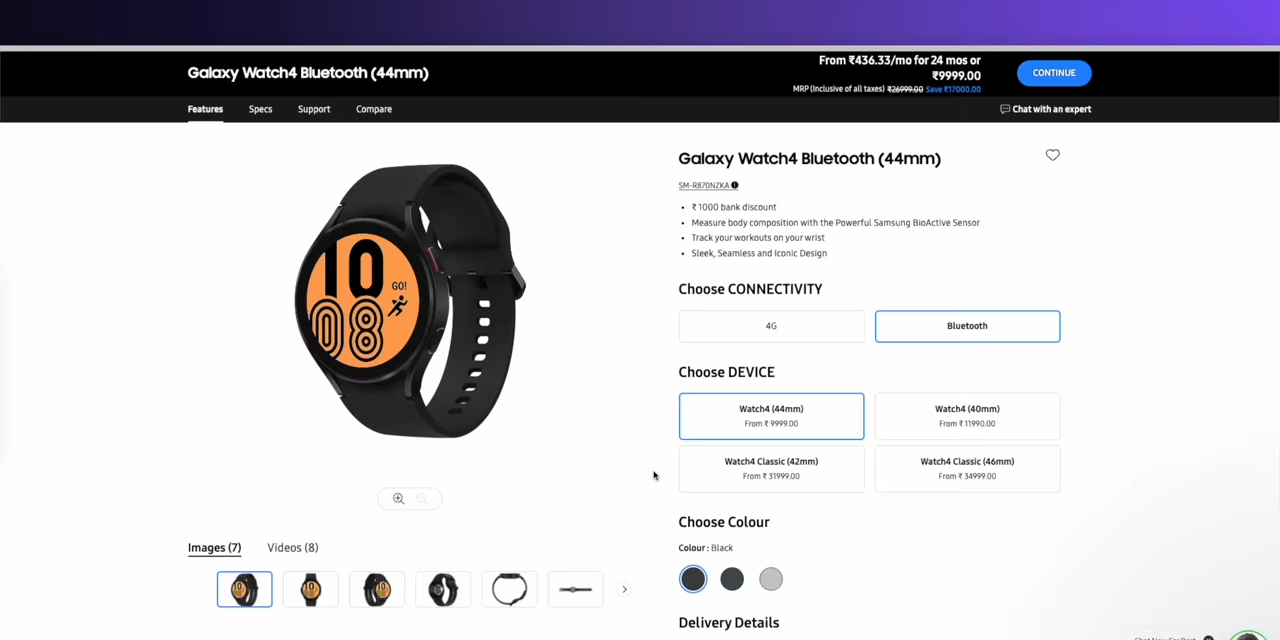 Galaxy Watch4 Bluetooth (44mm)
From ₹436.33/mo for 24 mos or
₹9999.00
MRP (Inclusive of all taxes) ₹26999.00 Save ₹17000.00
CONTINUE
Features Specs Support Compare
Chat with an expert
Galaxy Watch4 Bluetooth (44mm)
SM-R870NZKA
• ₹ 1000 bank discount
• Measure body composition with the Powerful Samsung BioActive Sensor
• Track your workouts on your wrist
• Sleek, Seamless and Iconic Design
Choose CONNECTIVITY
4G
Bluetooth
Choose DEVICE
Watch4 (44mm)
From ₹ 9999.00
Watch4 (40mm)
From ₹ 11990.00
Watch4 Classic (42mm)
From ₹ 31999.00
Watch4 Classic (46mm)
From ₹ 34999.00
Choose Colour
Colour : Black
Delivery Details
10
GO!
08
Images (7) Videos (8)